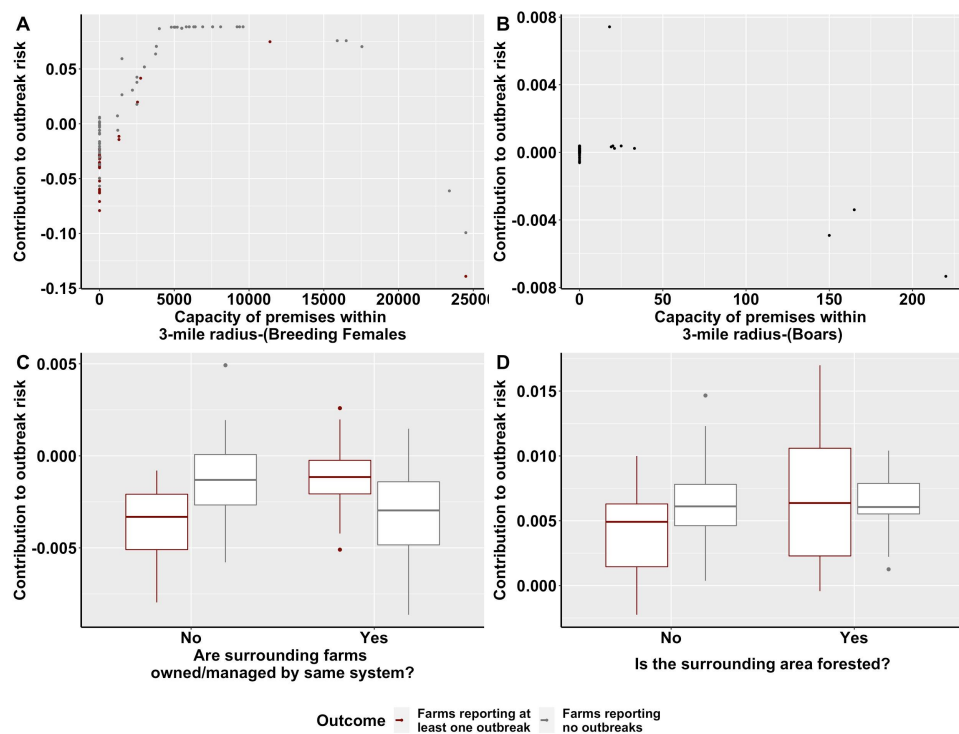 A
Contribution to outbreak risk
0.05
0.00
-0.05
-0.10
-0.15
0
5000
10000
15000
20000
25000
Capacity of premises within
3-mile radius-(Breeding Females
B
Contribution to outbreak risk
0.008
0.004
0.000
-0.004
-0.008
0
50
100
150
200
Capacity of premises within
3-mile radius-(Boars)
C
Contribution to outbreak risk
0.005
0.000
-0.005
No
Yes
Are surrounding farms
owned/managed by same system?
D
Contribution to outbreak risk
0.015
0.010
0.005
0.000
No
Yes
Is the surrounding area forested?
Outcome
Farms reporting at
least one outbreak
Farms reporting
no outbreaks